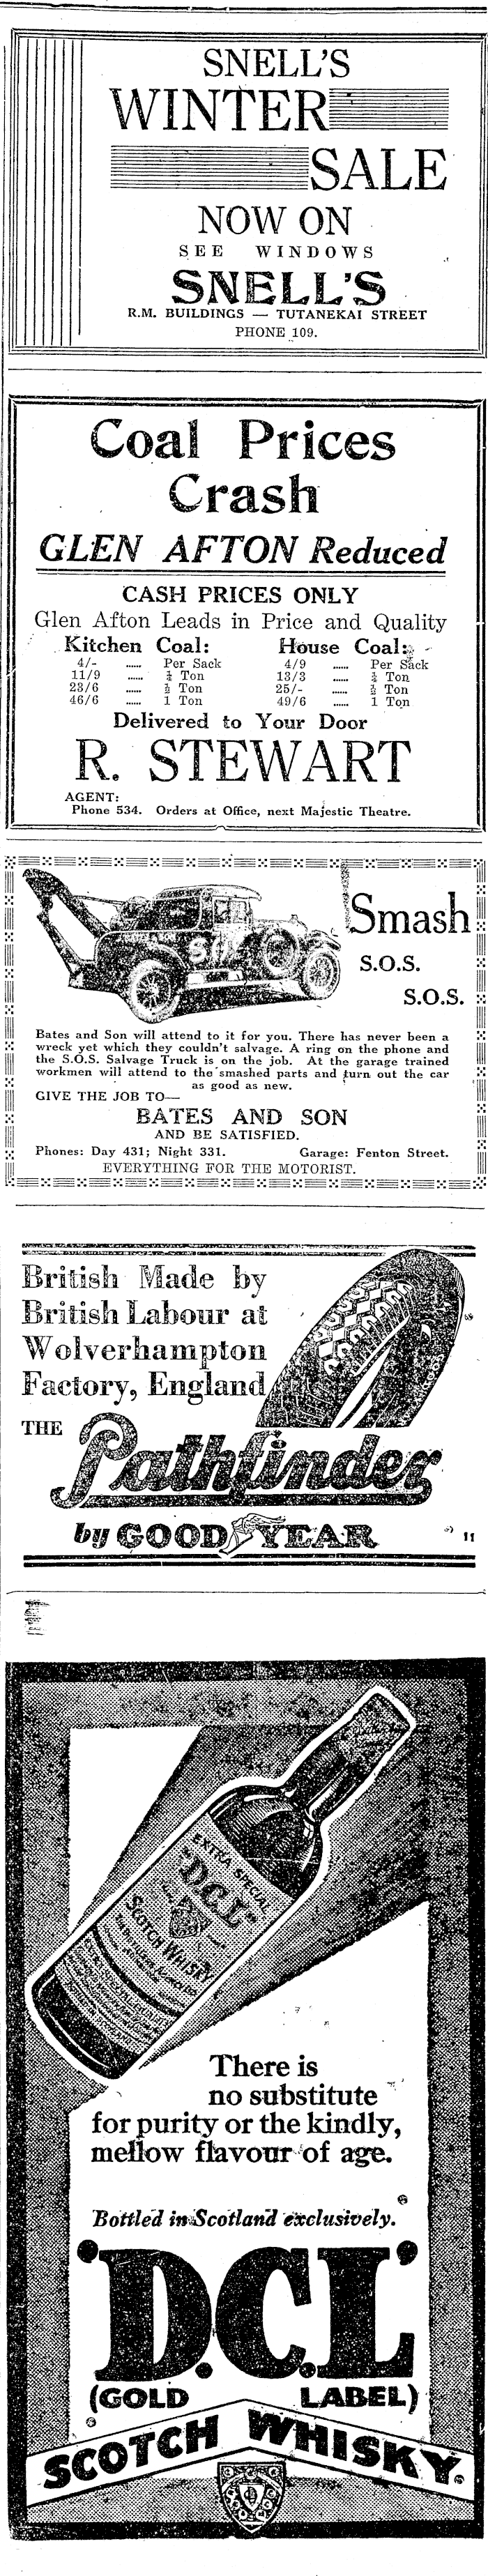 SNELL'S
WINTER
SALE
NOW ON
SEE WINDOWS
SNELL'S
R.M. BUILDINGS — TUTANEKAI STREET
PHONE 109.
Coal Prices
Crash
GLEN AFTON Reduced
CASH PRICES ONLY
Glen Afton Leads in Price and Quality
Kitchen Coal: House Coal:
4/- ...... Per Sack 4/9 ...... Per Sack
11/9 ...... ¼ Ton 13/3 ...... ¼ Ton
23/6 ...... ½ Ton 25/- ...... ½ Ton
46/6 ...... 1 Ton 49/6 ...... 1 Ton
Delivered to Your Door
R. STEWART
AGENT:
Phone 534. Orders at Office, next Majestic Theatre.
Smash
S.O.S.
S.O.S.
Bates and Son will attend to it for you. There has never been a
wreck yet which they couldn't salvage. A ring on the phone and
the S.O.S. Salvage Truck is on the job. At the garage trained
workmen will attend to the smashed parts and turn out the car
as good as new.
GIVE THE JOB TO—
BATES AND SON
AND BE SATISFIED.
Phones: Day 431; Night 331. Garage: Fenton Street.
EVERYTHING FOR THE MOTORIST.
British Made by
British Labour at
Wolverhampton
Factory, England
THE
Pathfinder
by GOODYEAR
11
EXTRA SPECIAL
"D.C.L"
SCOTCH WHISKY
There is
no substitute
for purity or the kindly,
mellow flavour of age.
Bottled in Scotland exclusively.
'D.C.L'
(GOLD LABEL)
SCOTCH WHISKY.